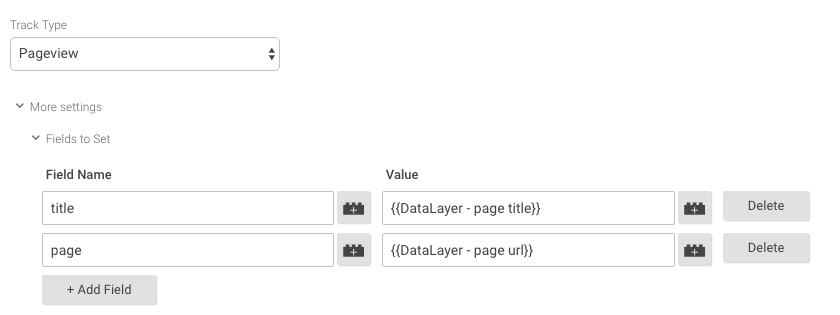 Track Type
Pageview
More settings
Fields to Set
Field Name Value
title {{DataLayer - page title}} Delete
page {{DataLayer - page url}} Delete
+ Add Field